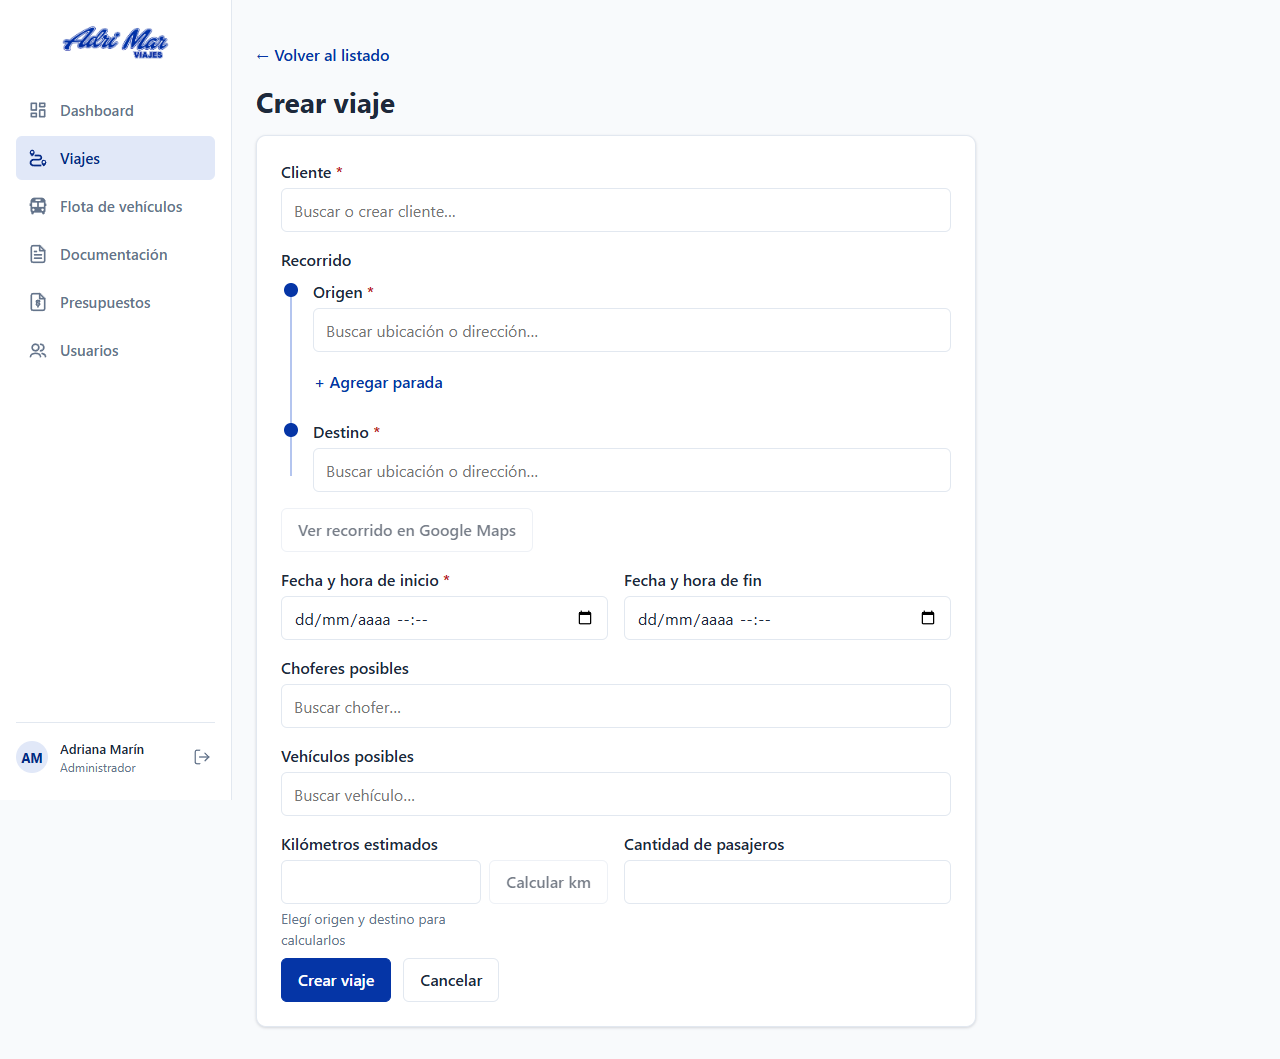 Adri Mar
VIAJES
Dashboard
Viajes
Flota de vehículos
Documentación
Presupuestos
Usuarios
AM
Adriana Marín
Administrador
← Volver al listado
Crear viaje
Cliente *
Buscar o crear cliente...
Recorrido
Origen *
Buscar ubicación o dirección...
+ Agregar parada
Destino *
Buscar ubicación o dirección...
Ver recorrido en Google Maps
Fecha y hora de inicio *
Fecha y hora de fin
dd/mm/aaaa --:--
dd/mm/aaaa --:--
Choferes posibles
Buscar chofer...
Vehículos posibles
Buscar vehículo...
Kilómetros estimados
Cantidad de pasajeros
Calcular km
Elegí origen y destino para
calcularlos
Crear viaje
Cancelar